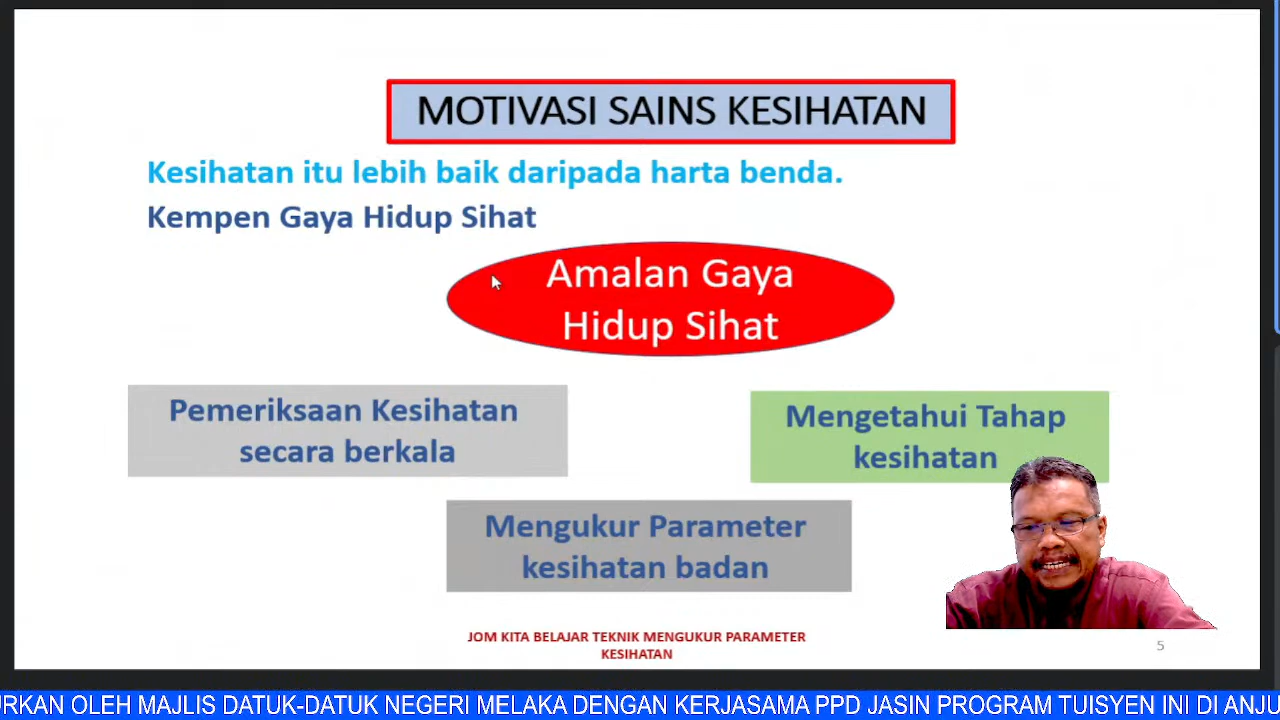 MOTIVASI SAINS KESIHATAN
Kesihatan itu lebih baik daripada harta benda.
Kempen Gaya Hidup Sihat
Amalan Gaya
Hidup Sihat
Pemeriksaan Kesihatan
secara berkala
Mengetahui Tahap
kesihatan
Mengukur Parameter
kesihatan badan
JOM KITA BELAJAR TEKNIK MENGUKUR PARAMETER
KESIHATAN
5
URKAN OLEH MAJLIS DATUK-DATUK NEGERI MELAKA DENGAN KERJASAMA PPD JASIN PROGRAM TUISYEN INI DI ANJU